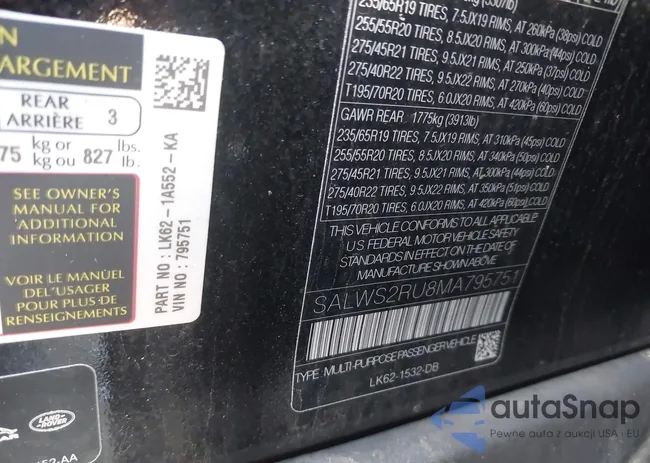 N
ARGEMENT
REAR
ARRIÈRE 3
75 kg or 827 lbs.
kg ou lb.
SEE OWNER'S
MANUAL FOR
ADDITIONAL
INFORMATION
VOIR LE MANUEL
DEL'USAGER
POUR PLUS DE
RENSEIGNEMENTS
PART NO : LK62-1A552-KA
VIN NO : 795751
235/65R19 TIRES, 7.5JX19 RIMS, AT 260kPa (38psi) COLD
255/55R20 TIRES, 8.5JX20 RIMS, AT 300kPa (44psi) COLD
275/45R21 TIRES, 9.5JX21 RIMS, AT 250kPa (37psi) COLD
275/40R22 TIRES, 9.5JX22 RIMS, AT 270kPa (40psi) COLD
T195/70R20 TIRES, 6.0JX20 RIMS, AT 420kPa (60psi) COLD
GAWR REAR: 1775kg (3913lb)
235/65R19 TIRES, 7.5JX19 RIMS, AT 310kPa (45psi) COLD
255/55R20 TIRES, 8.5JX20 RIMS, AT 340kPa (50psi) COLD
275/45R21 TIRES, 9.5JX21 RIMS, AT 300kPa (44psi) COLD
275/40R22 TIRES, 9.5JX22 RIMS, AT 350kPa (51psi) COLD
T195/70R20 TIRES, 6.0JX20 RIMS, AT 420kPa (60psi) COLD
THIS VEHICLE CONFORMS TO ALL APPLICABLE
U.S. FEDERAL MOTOR VEHICLE SAFETY
STANDARDS IN EFFECT ON THE DATE OF
MANUFACTURE SHOWN ABOVE.
SALWS2RU8MA795751
TYPE: MULTI-PURPOSE PASSENGER VEHICLE
LK62-1532-DB
LAND ROVER
52-AA
autaSnap
Pewne auta z aukcji USA i EU